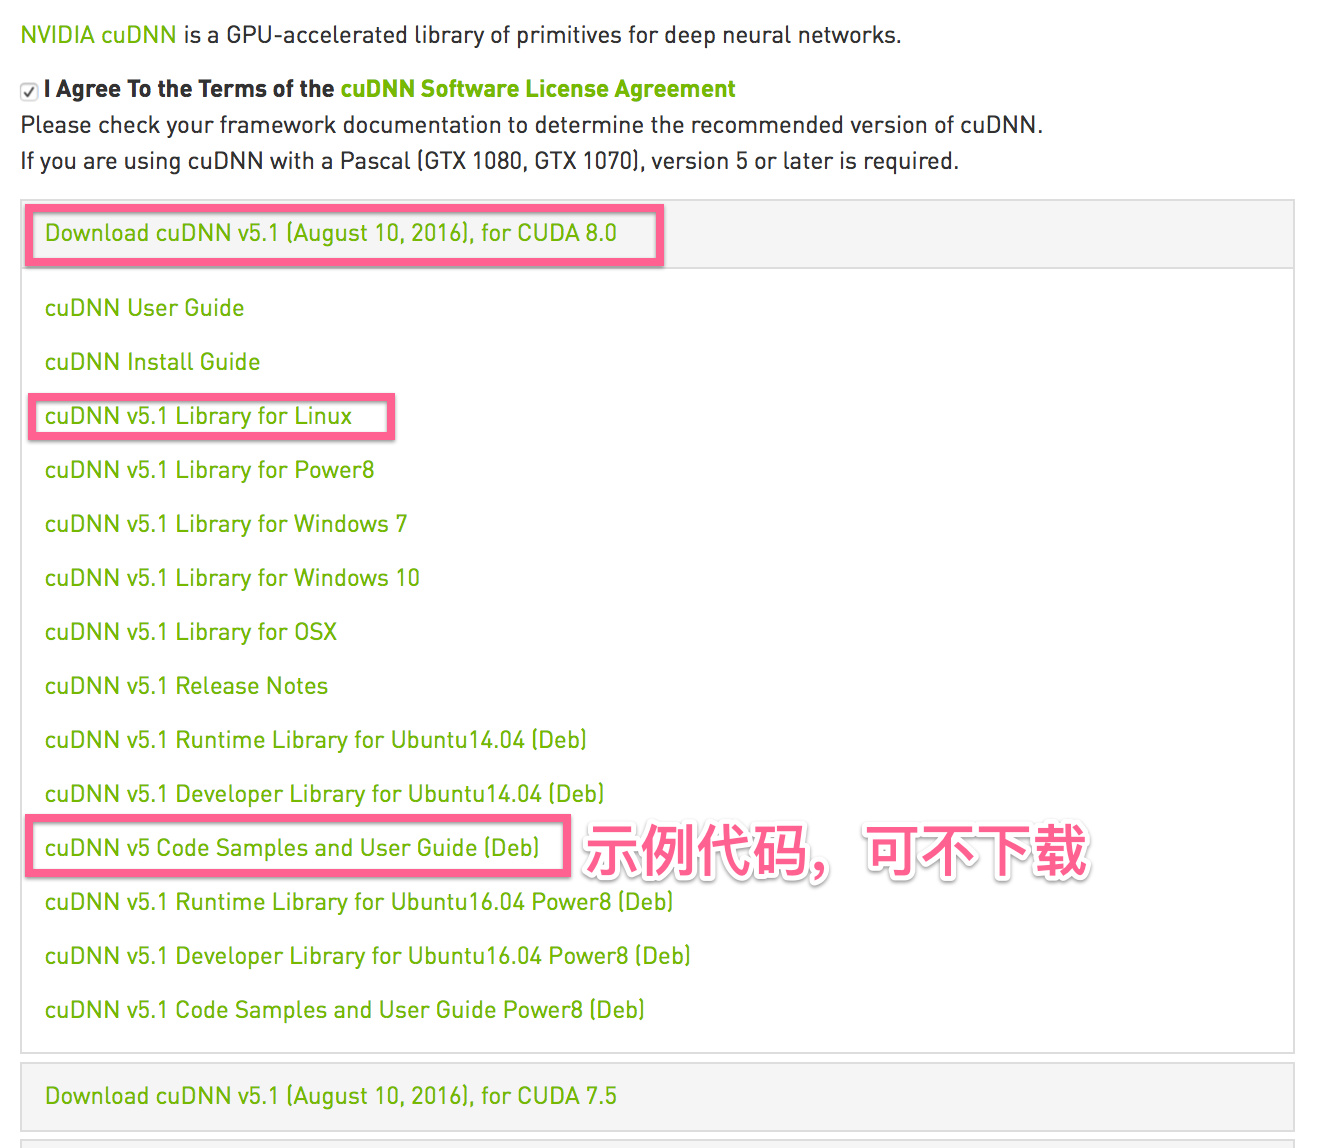 NVIDIA cuDNN is a GPU-accelerated library of primitives for deep neural networks.
I Agree To the Terms of the cuDNN Software License Agreement
Please check your framework documentation to determine the recommended version of cuDNN.
If you are using cuDNN with a Pascal (GTX 1080, GTX 1070), version 5 or later is required.
Download cuDNN v5.1 (August 10, 2016), for CUDA 8.0
cuDNN User Guide
cuDNN Install Guide
cuDNN v5.1 Library for Linux
cuDNN v5.1 Library for Power8
cuDNN v5.1 Library for Windows 7
cuDNN v5.1 Library for Windows 10
cuDNN v5.1 Library for OSX
cuDNN v5.1 Release Notes
cuDNN v5.1 Runtime Library for Ubuntu14.04 (Deb)
cuDNN v5.1 Developer Library for Ubuntu14.04 (Deb)
cuDNN v5 Code Samples and User Guide (Deb) 示例代码，可不下载
cuDNN v5.1 Runtime Library for Ubuntu16.04 Power8 (Deb)
cuDNN v5.1 Developer Library for Ubuntu16.04 Power8 (Deb)
cuDNN v5.1 Code Samples and User Guide Power8 (Deb)
Download cuDNN v5.1 (August 10, 2016), for CUDA 7.5